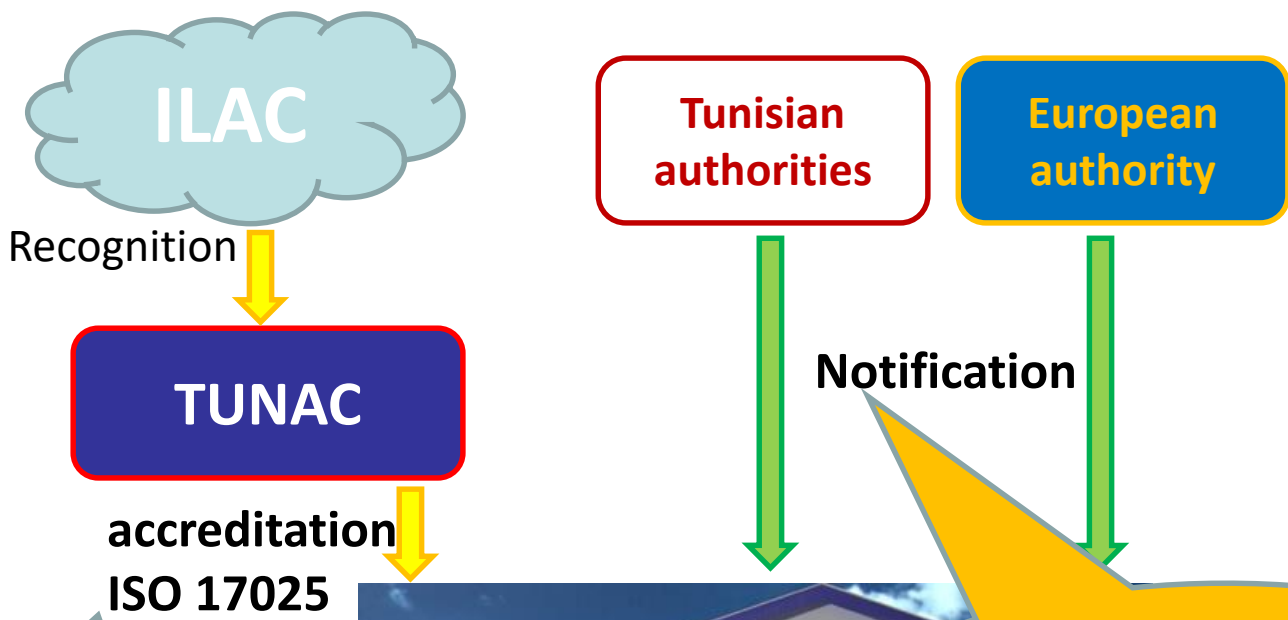 ILAC
Tunisian
authorities
European
authority
Recognition
TUNAC
Notification
accreditation
ISO 17025